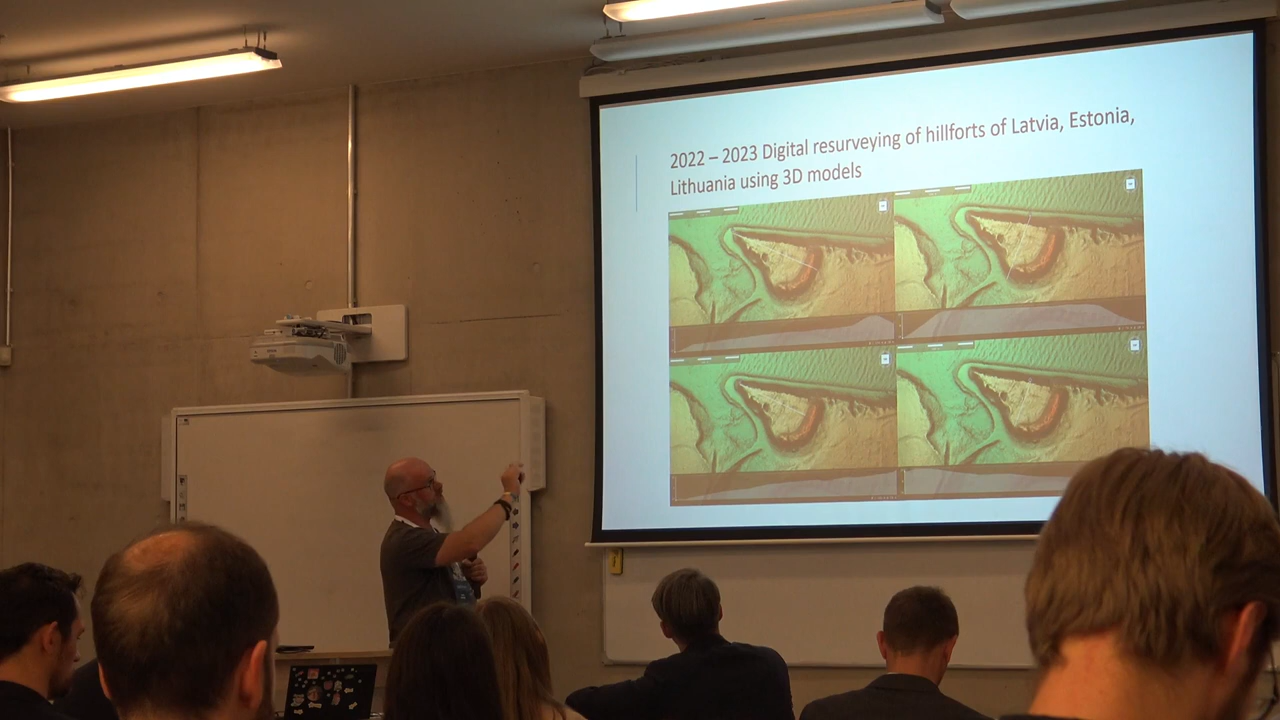 2022 – 2023 Digital resurveying of hillforts of Latvia, Estonia,
Lithuania using 3D models